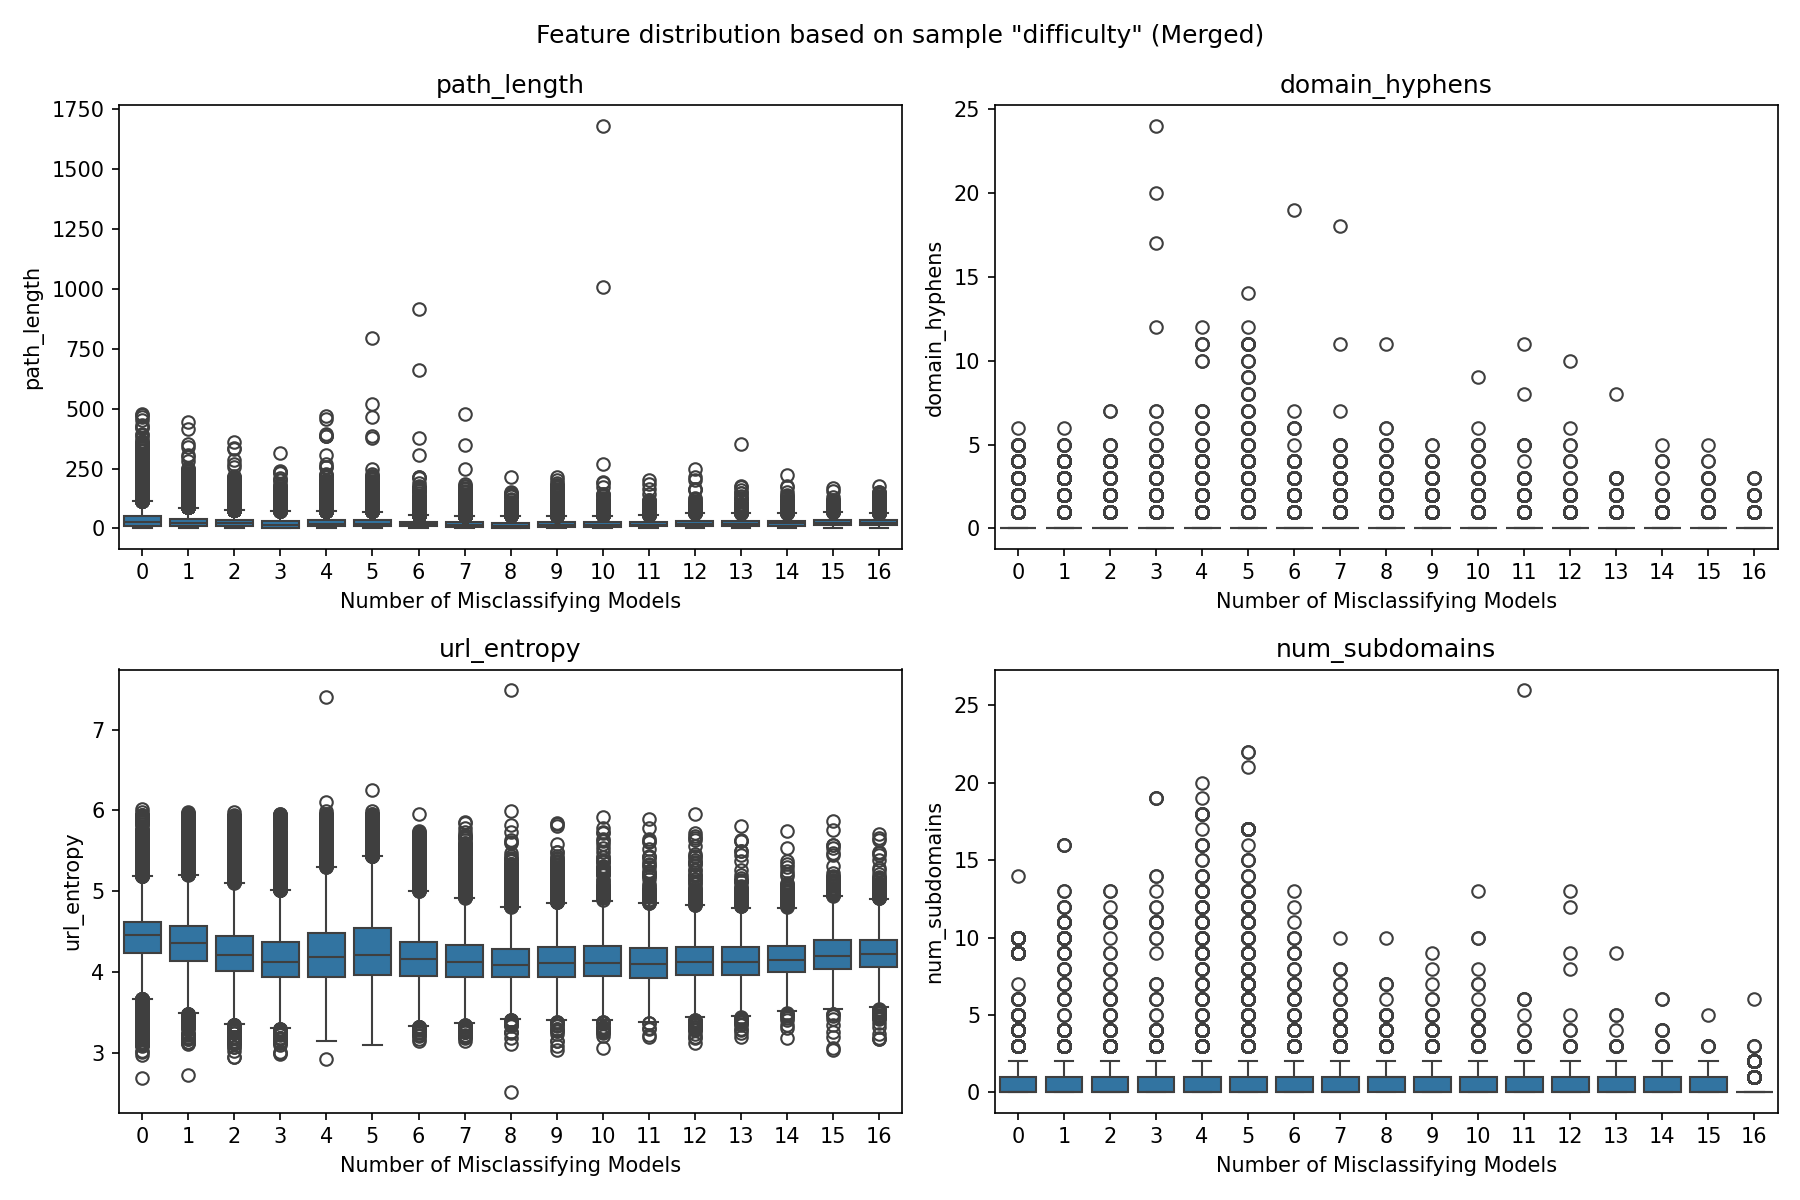 Feature distribution based on sample "difficulty" (Merged)
path_length
path_length
1750
1500
1250
1000
750
500
250
0
0 1 2 3 4 5 6 7 8 9 10 11 12 13 14 15 16
Number of Misclassifying Models
domain_hyphens
domain_hyphens
25
20
15
10
5
0
0 1 2 3 4 5 6 7 8 9 10 11 12 13 14 15 16
Number of Misclassifying Models
url_entropy
url_entropy
7
6
5
4
3
0 1 2 3 4 5 6 7 8 9 10 11 12 13 14 15 16
Number of Misclassifying Models
num_subdomains
num_subdomains
25
20
15
10
5
0
0 1 2 3 4 5 6 7 8 9 10 11 12 13 14 15 16
Number of Misclassifying Models